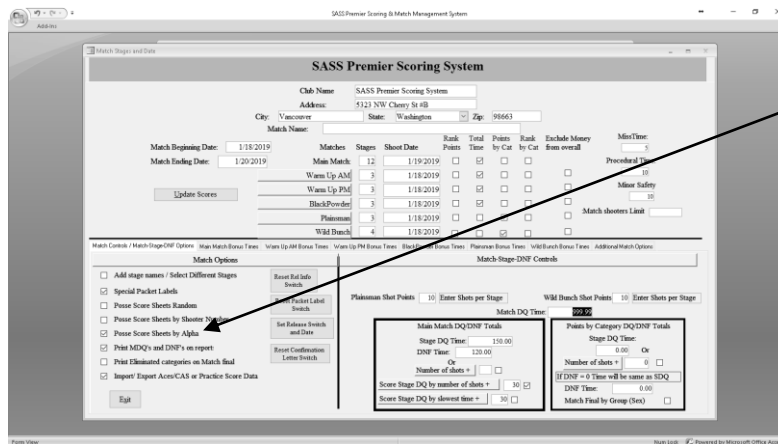 SASS Premier Scoring & Match Management System
Add-Ins
Match Stages and Date
SASS Premier Scoring System
Club Name SASS Premier Scoring System
Address: 5323 NW Cherry St #B
City: Vancouver State: Washington Zip: 98663
Match Name:
Match Beginning Date: 1/18/2019
Match Ending Date: 1/20/2019
Update Scores
Matches Stages Shoot Date Rank Points Total Time Points by Cat Rank by Cat Exclude Money from overall
Main Match 12 1/19/2019
Warm Up AM 3 1/18/2019
Warm Up PM 3 1/18/2019
BlackPowder 3 1/18/2019
Plainsman 3 1/18/2019
Wild Bunch 4 1/18/2019
MissTime:
5
Procedural Time
10
Minor Safety
10
Match shooters Limit
Match Controls / Match-Stage-DNF Options Main Match Bonus Times Warm Up AM Bonus Times Warm Up PM Bonus Times BlackPowder Bonus Times Plainsman Bonus Times Wild Bunch Bonus Times Additional Match Options
Match Options
Add stage names / Select Different Stages
Special Packet Labels
Posse Score Sheets Random
Posse Score Sheets by Shooter Number
Posse Score Sheets by Alpha
Print MDQ's and DNF's on report:
Print Eliminated categories on Match final
Import/ Export Aces/CAS or Practice Score Data
Exit
Reset Rel Info Switch
Reset Packet Label Switch
Set Release Switch and Date
Reset Confirmation Letter Switch
Match-Stage-DNF Controls
Plainsman Shot Points 10 Enter Shots per Stage
Wild Bunch Shot Points 10 Enter Shots per Stage
Match DQ Time: 999.99
Main Match DQ/DNF Totals
Stage DQ Time: 150.00
DNF Time: 120.00
Or
Number of shots +
Score Stage DQ by number of shots + 30
Score Stage DQ by slowest time + 30
Points by Category DQ/DNF Totals
Stage DQ Time:
0.00 Or
Number of shots + 0
If DNF = 0 Time will be same as SDQ
DNF Time: 0.00
Match Final by Group (Sex)
Form View
Num Lock
Powered by Microsoft Office Acce